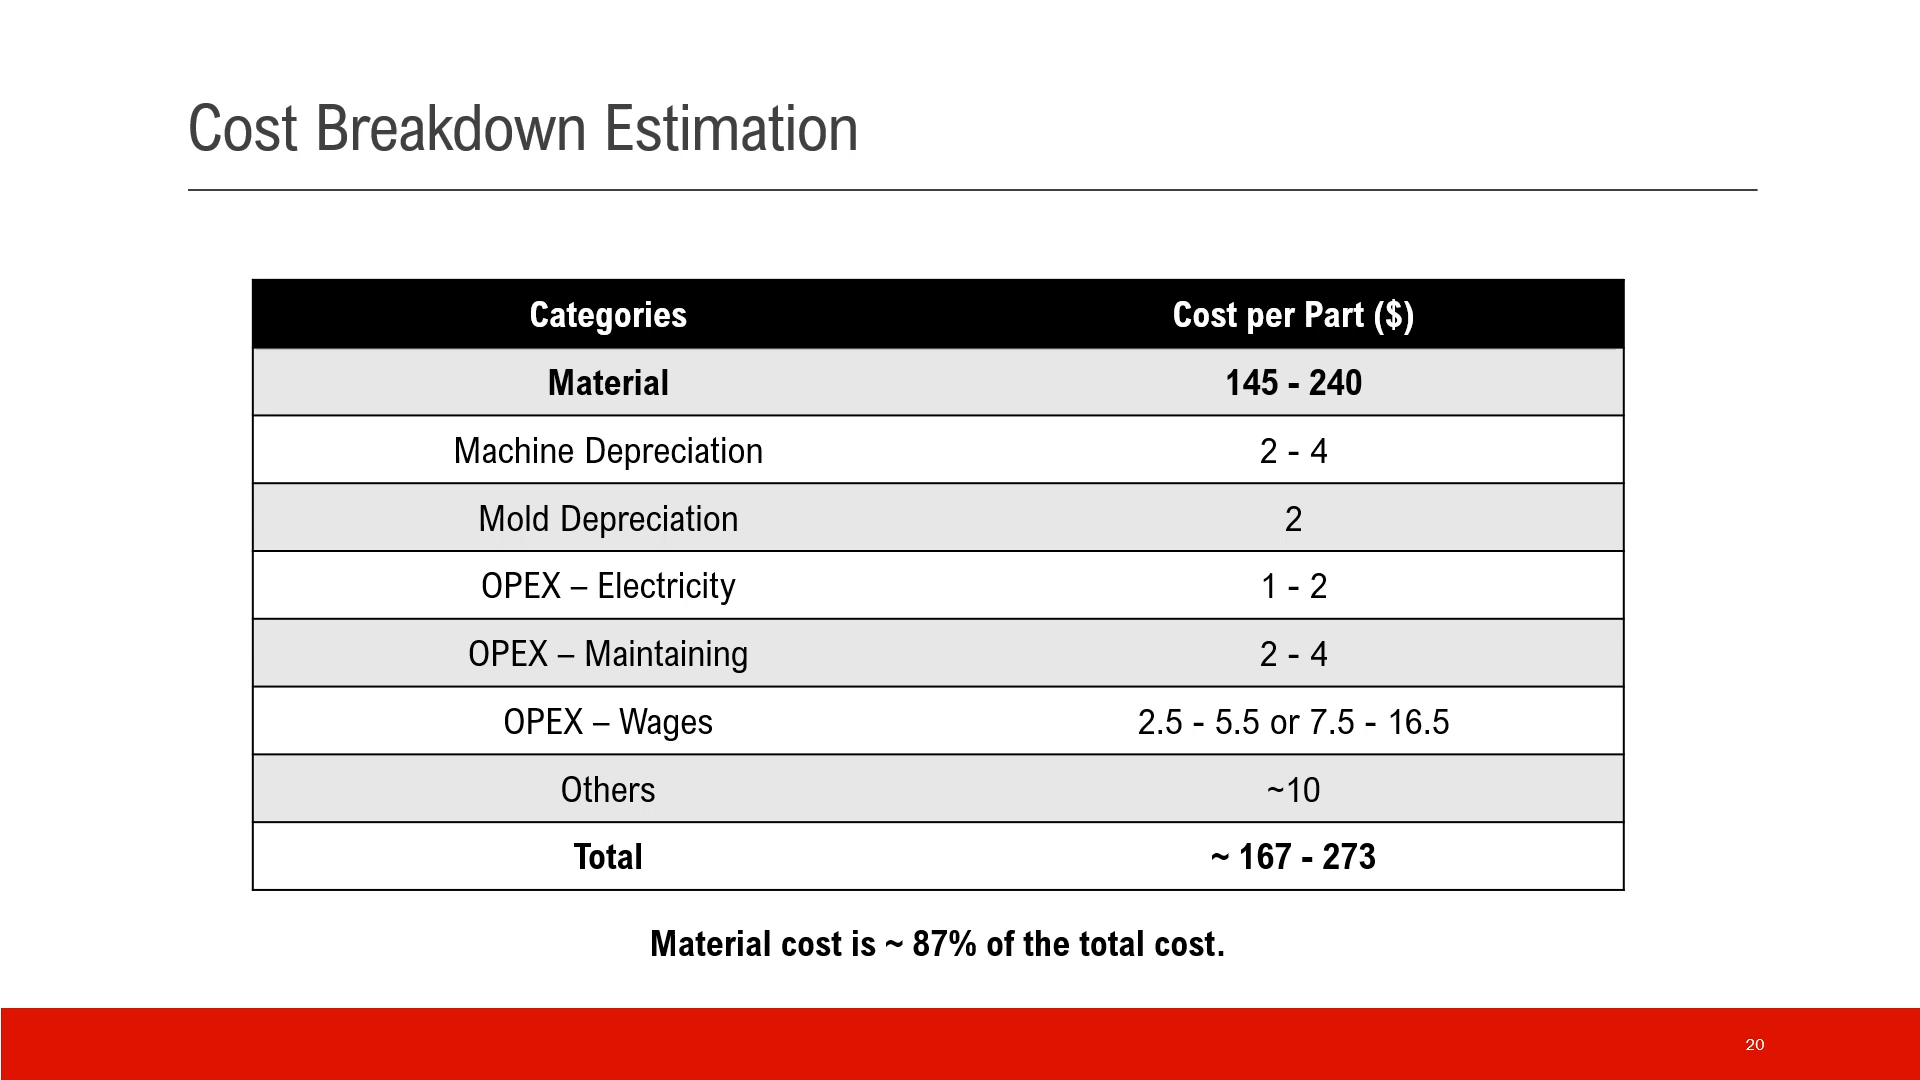 Cost Breakdown Estimation
Categories Cost per Part ($)
Material 145 - 240
Machine Depreciation 2 - 4
Mold Depreciation 2
OPEX – Electricity 1 - 2
OPEX – Maintaining 2 - 4
OPEX – Wages 2.5 - 5.5 or 7.5 - 16.5
Others ~10
Total ~ 167 - 273
Material cost is ~ 87% of the total cost.
20